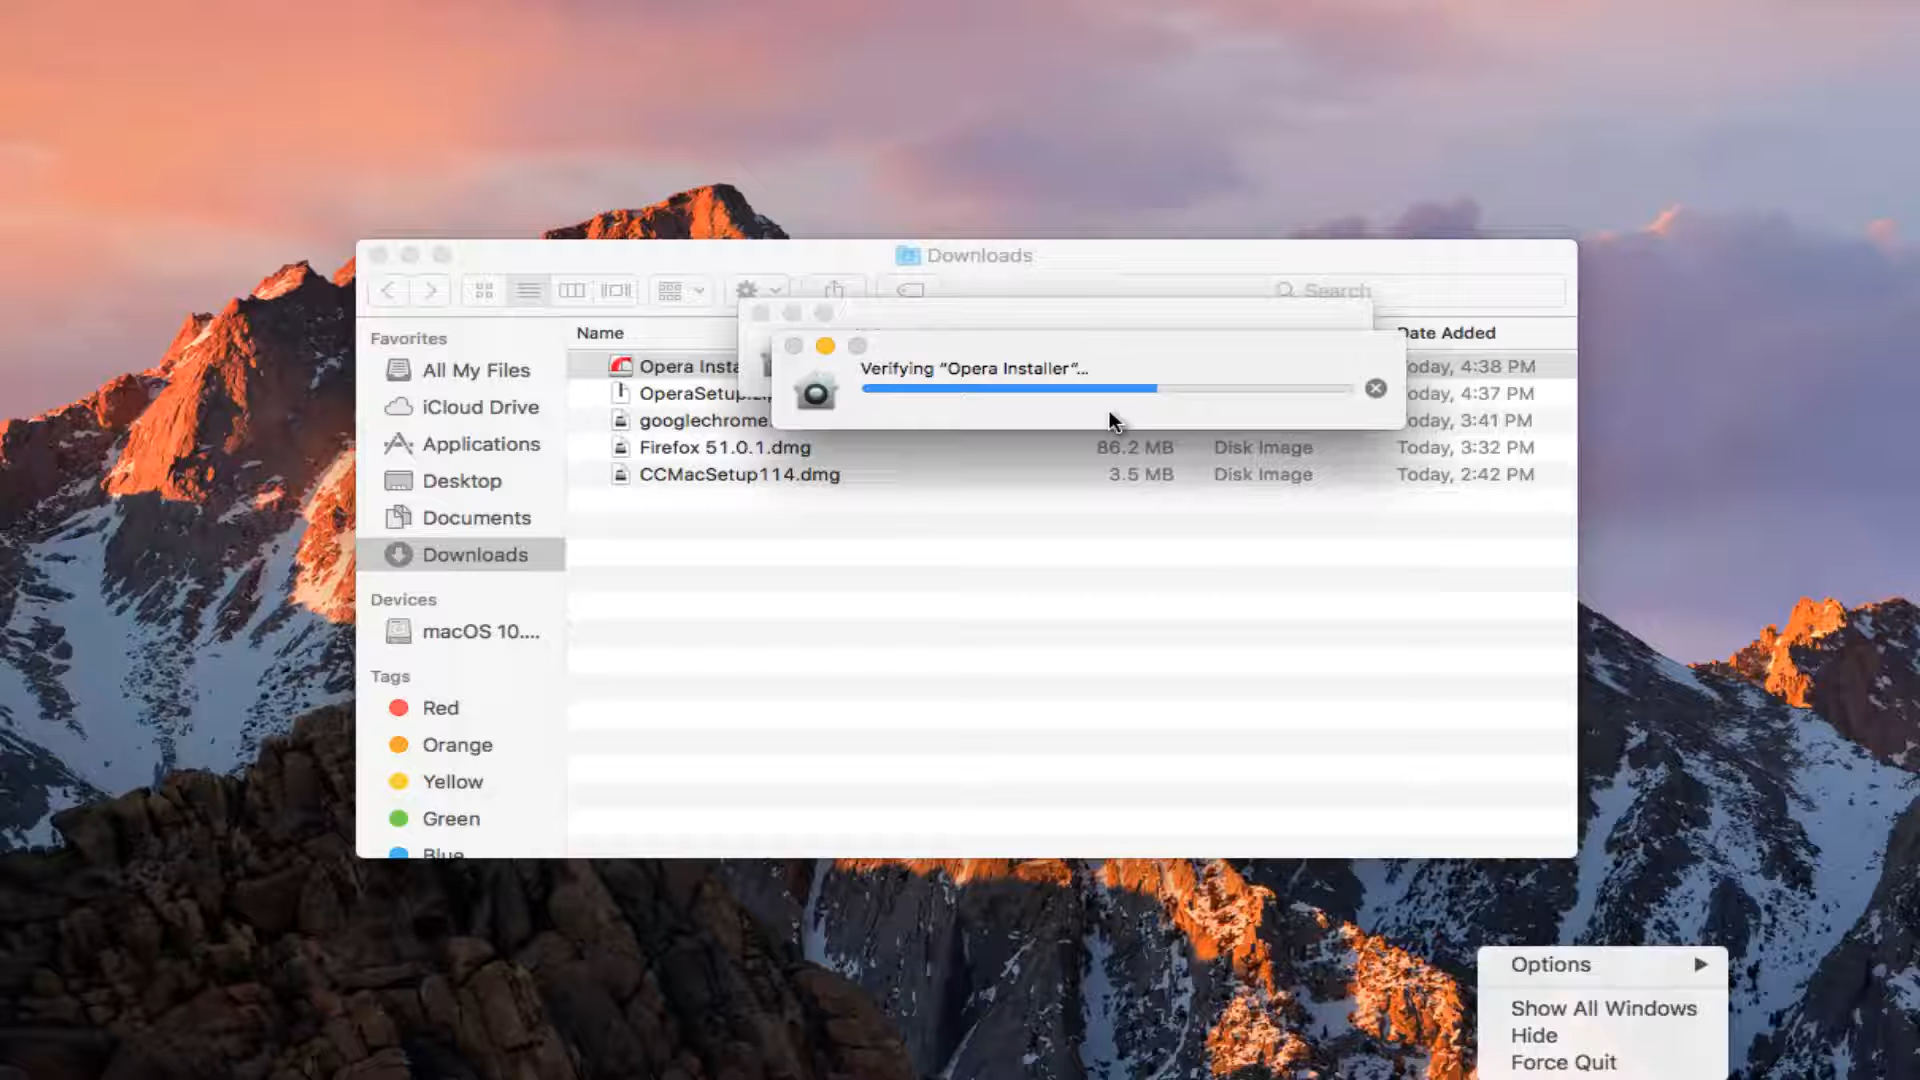 Downloads
Search
Name
Date Added
Verifying “Opera Installer”...
Opera Insta
oday, 4:38 PM
OperaSetup.zip
oday, 4:37 PM
googlechrome.
oday, 3:41 PM
Firefox 51.0.1.dmg 86.2 MB Disk Image Today, 3:32 PM
CCMacSetup114.dmg 3.5 MB Disk Image Today, 2:42 PM
Favorites
All My Files
iCloud Drive
Applications
Desktop
Documents
Downloads
Devices
macOS 10....
Tags
Red
Orange
Yellow
Green
Blue
Options
Show All Windows
Hide
Force Quit